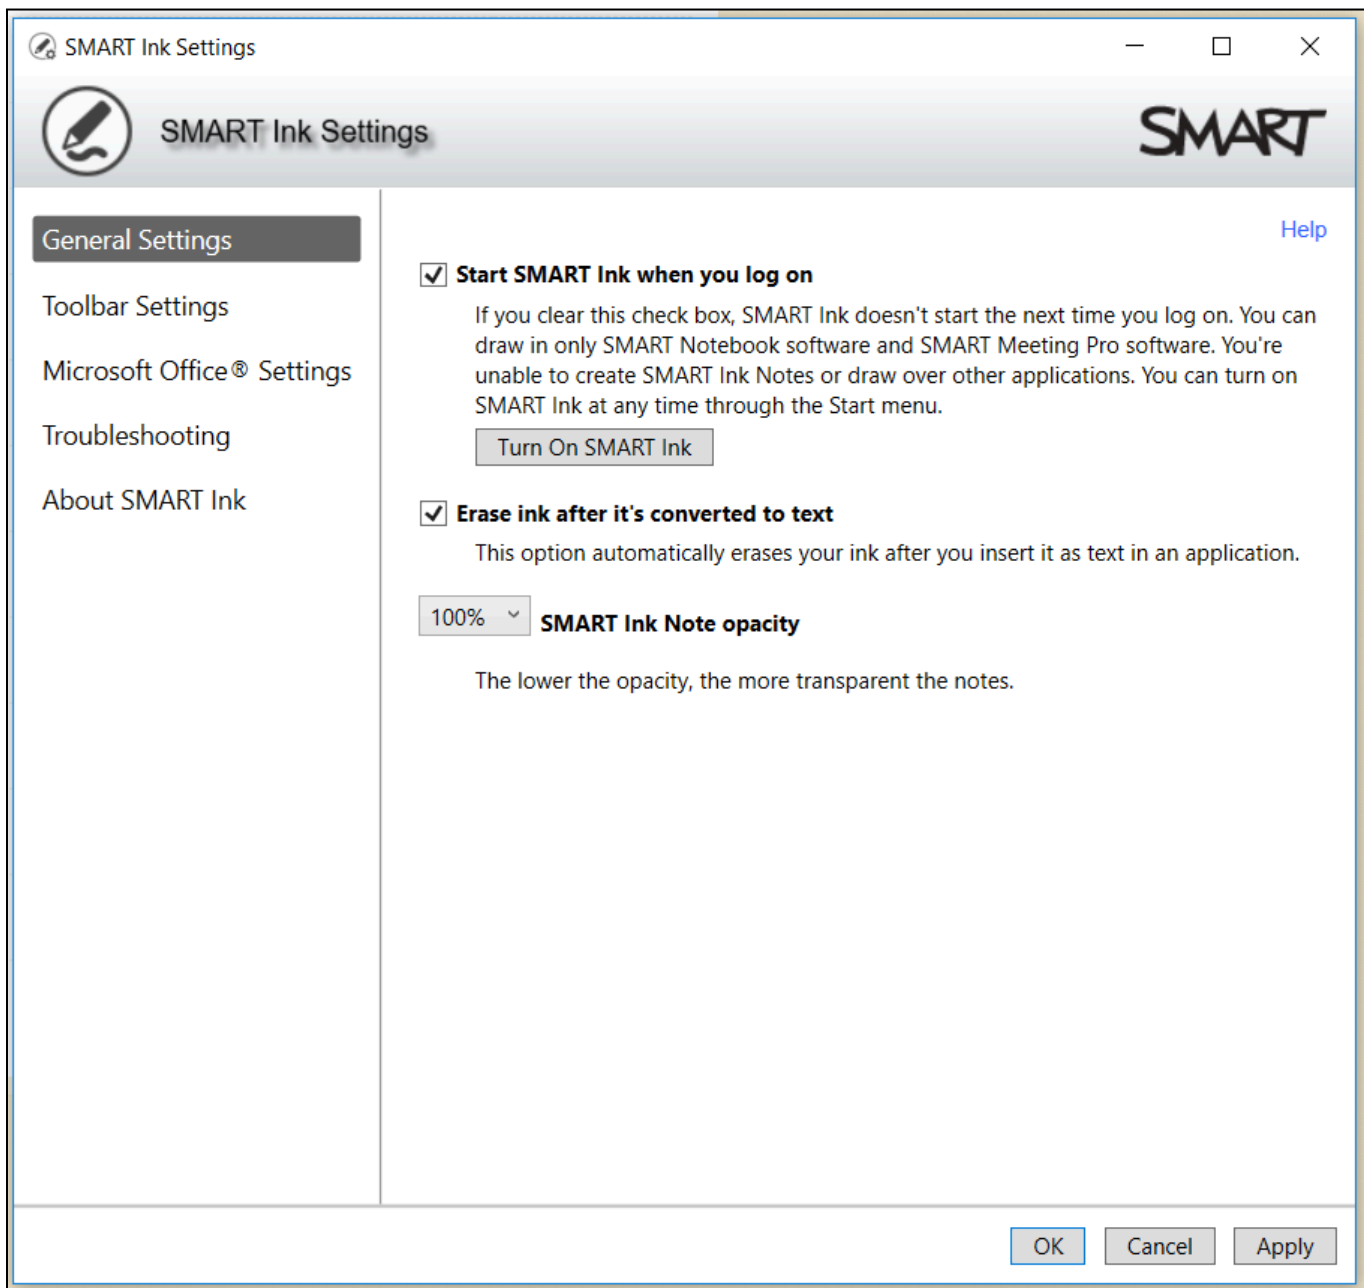 SMART Ink Settings
SMART Ink Settings
SMART
General Settings
Toolbar Settings
Microsoft Office® Settings
Troubleshooting
About SMART Ink
Help
Start SMART Ink when you log on
If you clear this check box, SMART Ink doesn't start the next time you log on. You can
draw in only SMART Notebook software and SMART Meeting Pro software. You're
unable to create SMART Ink Notes or draw over other applications. You can turn on
SMART Ink at any time through the Start menu.
Turn On SMART Ink
Erase ink after it's converted to text
This option automatically erases your ink after you insert it as text in an application.
100% SMART Ink Note opacity
The lower the opacity, the more transparent the notes.
OK Cancel Apply